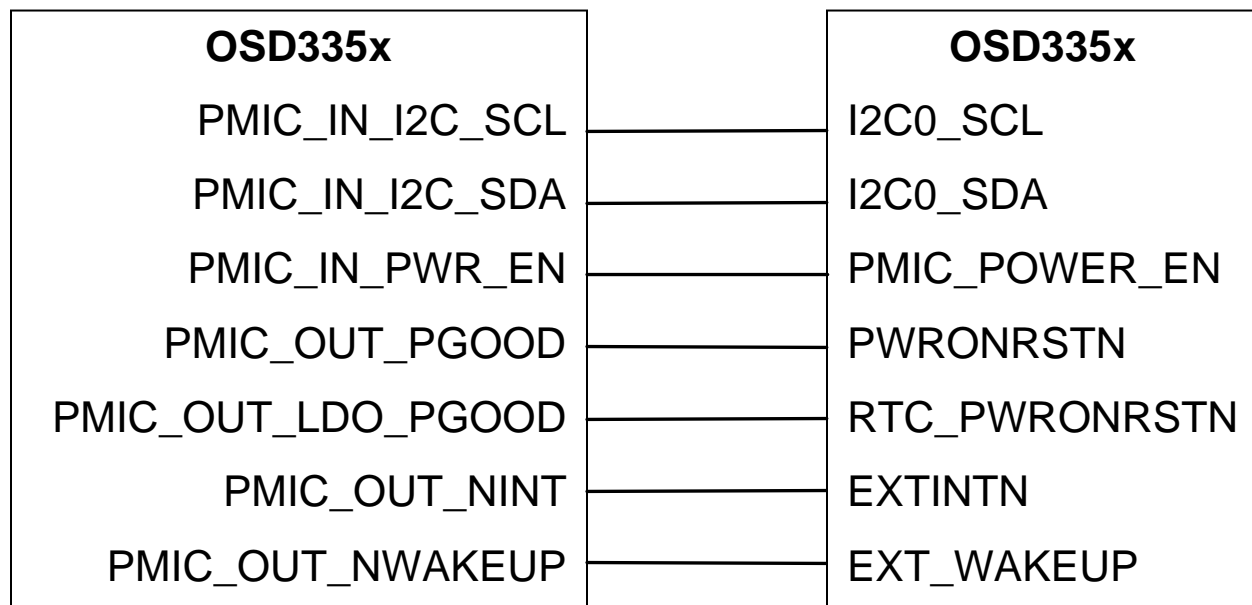 OSD335x OSD335x
PMIC_IN_I2C_SCL I2C0_SCL
PMIC_IN_I2C_SDA I2C0_SDA
PMIC_IN_PWR_EN PMIC_POWER_EN
PMIC_OUT_PGOOD PWRONRSTN
PMIC_OUT_LDO_PGOOD RTC_PWRONRSTN
PMIC_OUT_NINT EXTINTN
PMIC_OUT_NWAKEUP EXT_WAKEUP